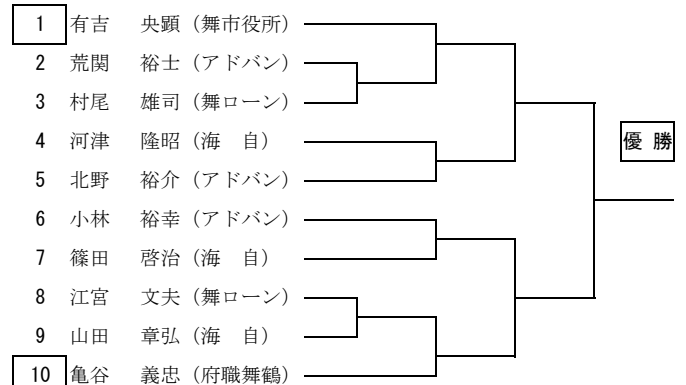 1 有吉　央顕（舞市役所）
2 荒関　裕士（アドバン）
3 村尾　雄司（舞ローン）
4 河津　隆昭（海　自）
5 北野　裕介（アドバン）
優 勝
6 小林　裕幸（アドバン）
7 篠田　啓治（海　自）
8 江宮　文夫（舞ローン）
9 山田　章弘（海　自）
10 亀谷　義忠（府職舞鶴）